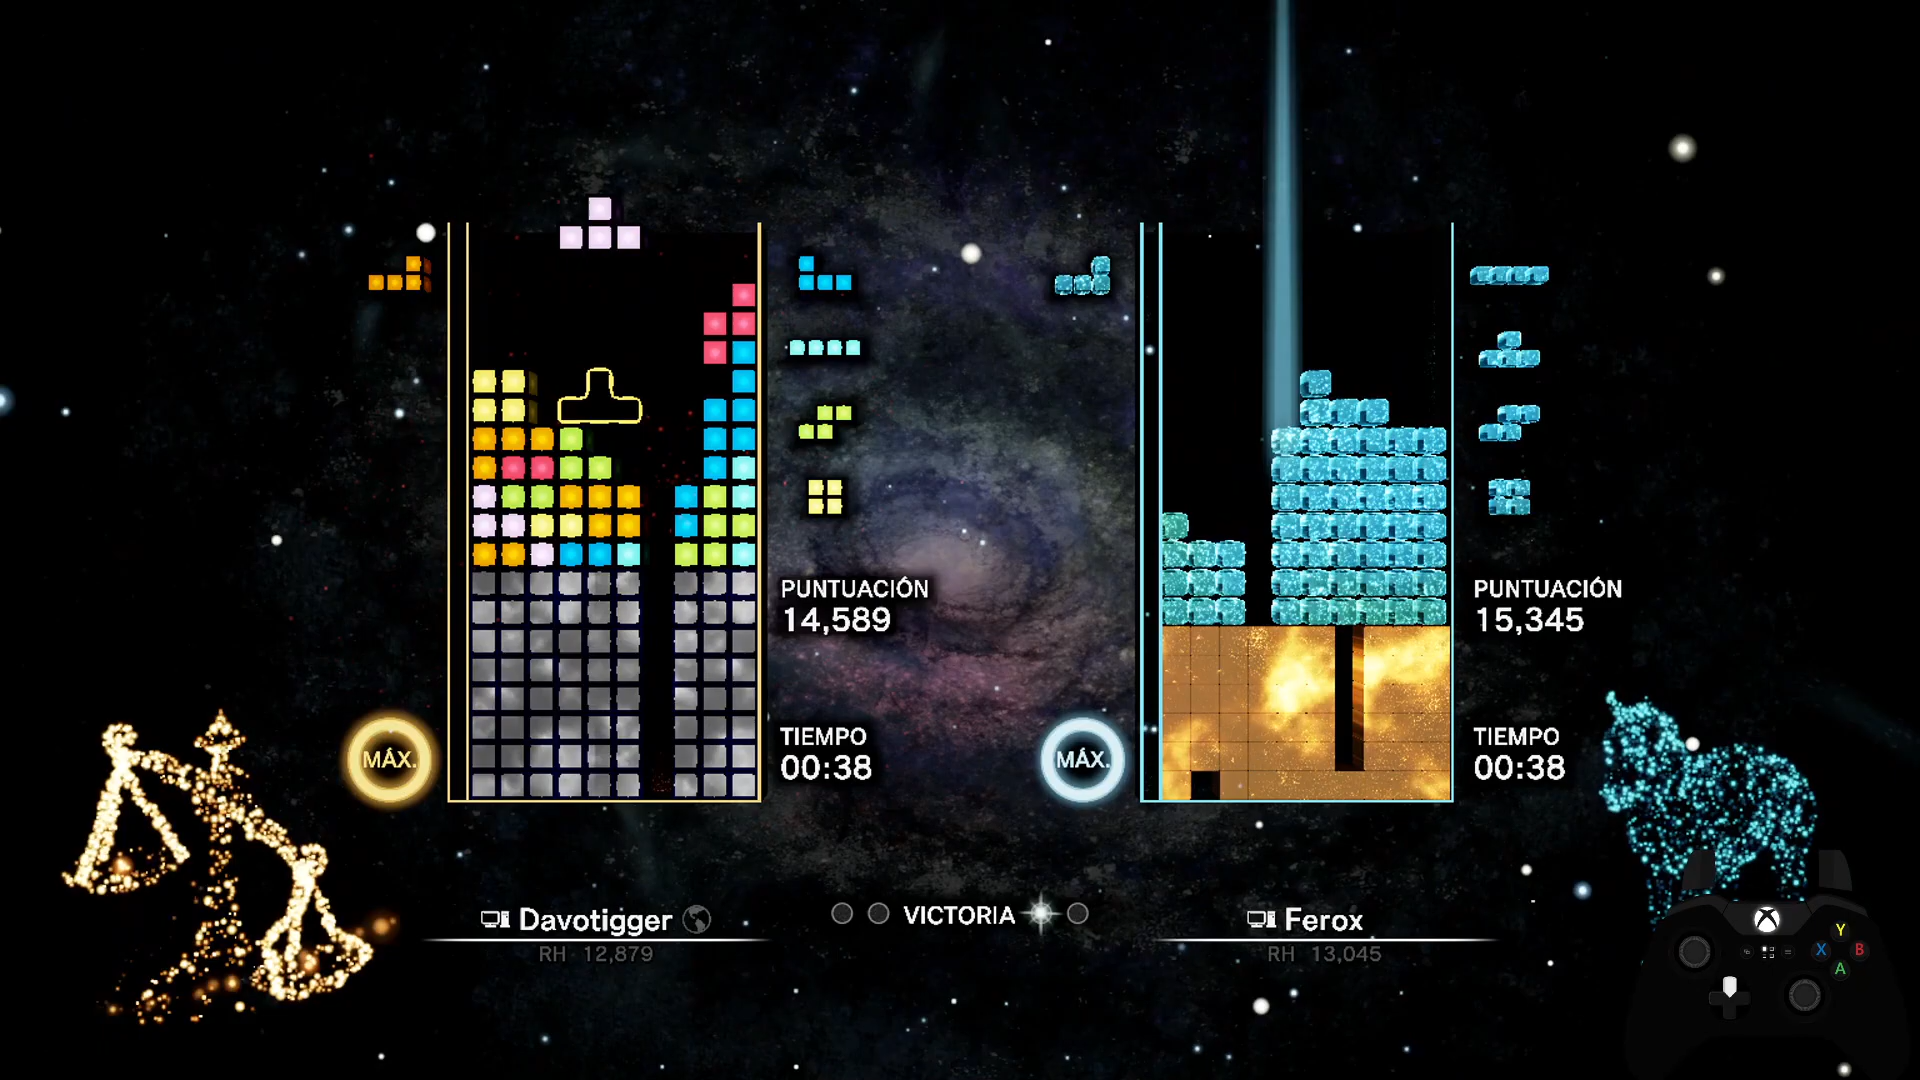 PUNTUACIÓN
14,589
TIEMPO
00:38
MÁX.
PUNTUACIÓN
15,345
TIEMPO
00:38
MÁX.
Davotigger
RH 12,879
VICTORIA
Ferox
RH 13,045
Y
X
B
A